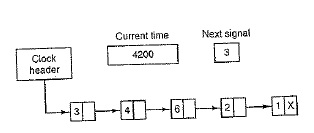 Current time
Next signal
Clock
header
4200
3
3 4 6 2 1 X